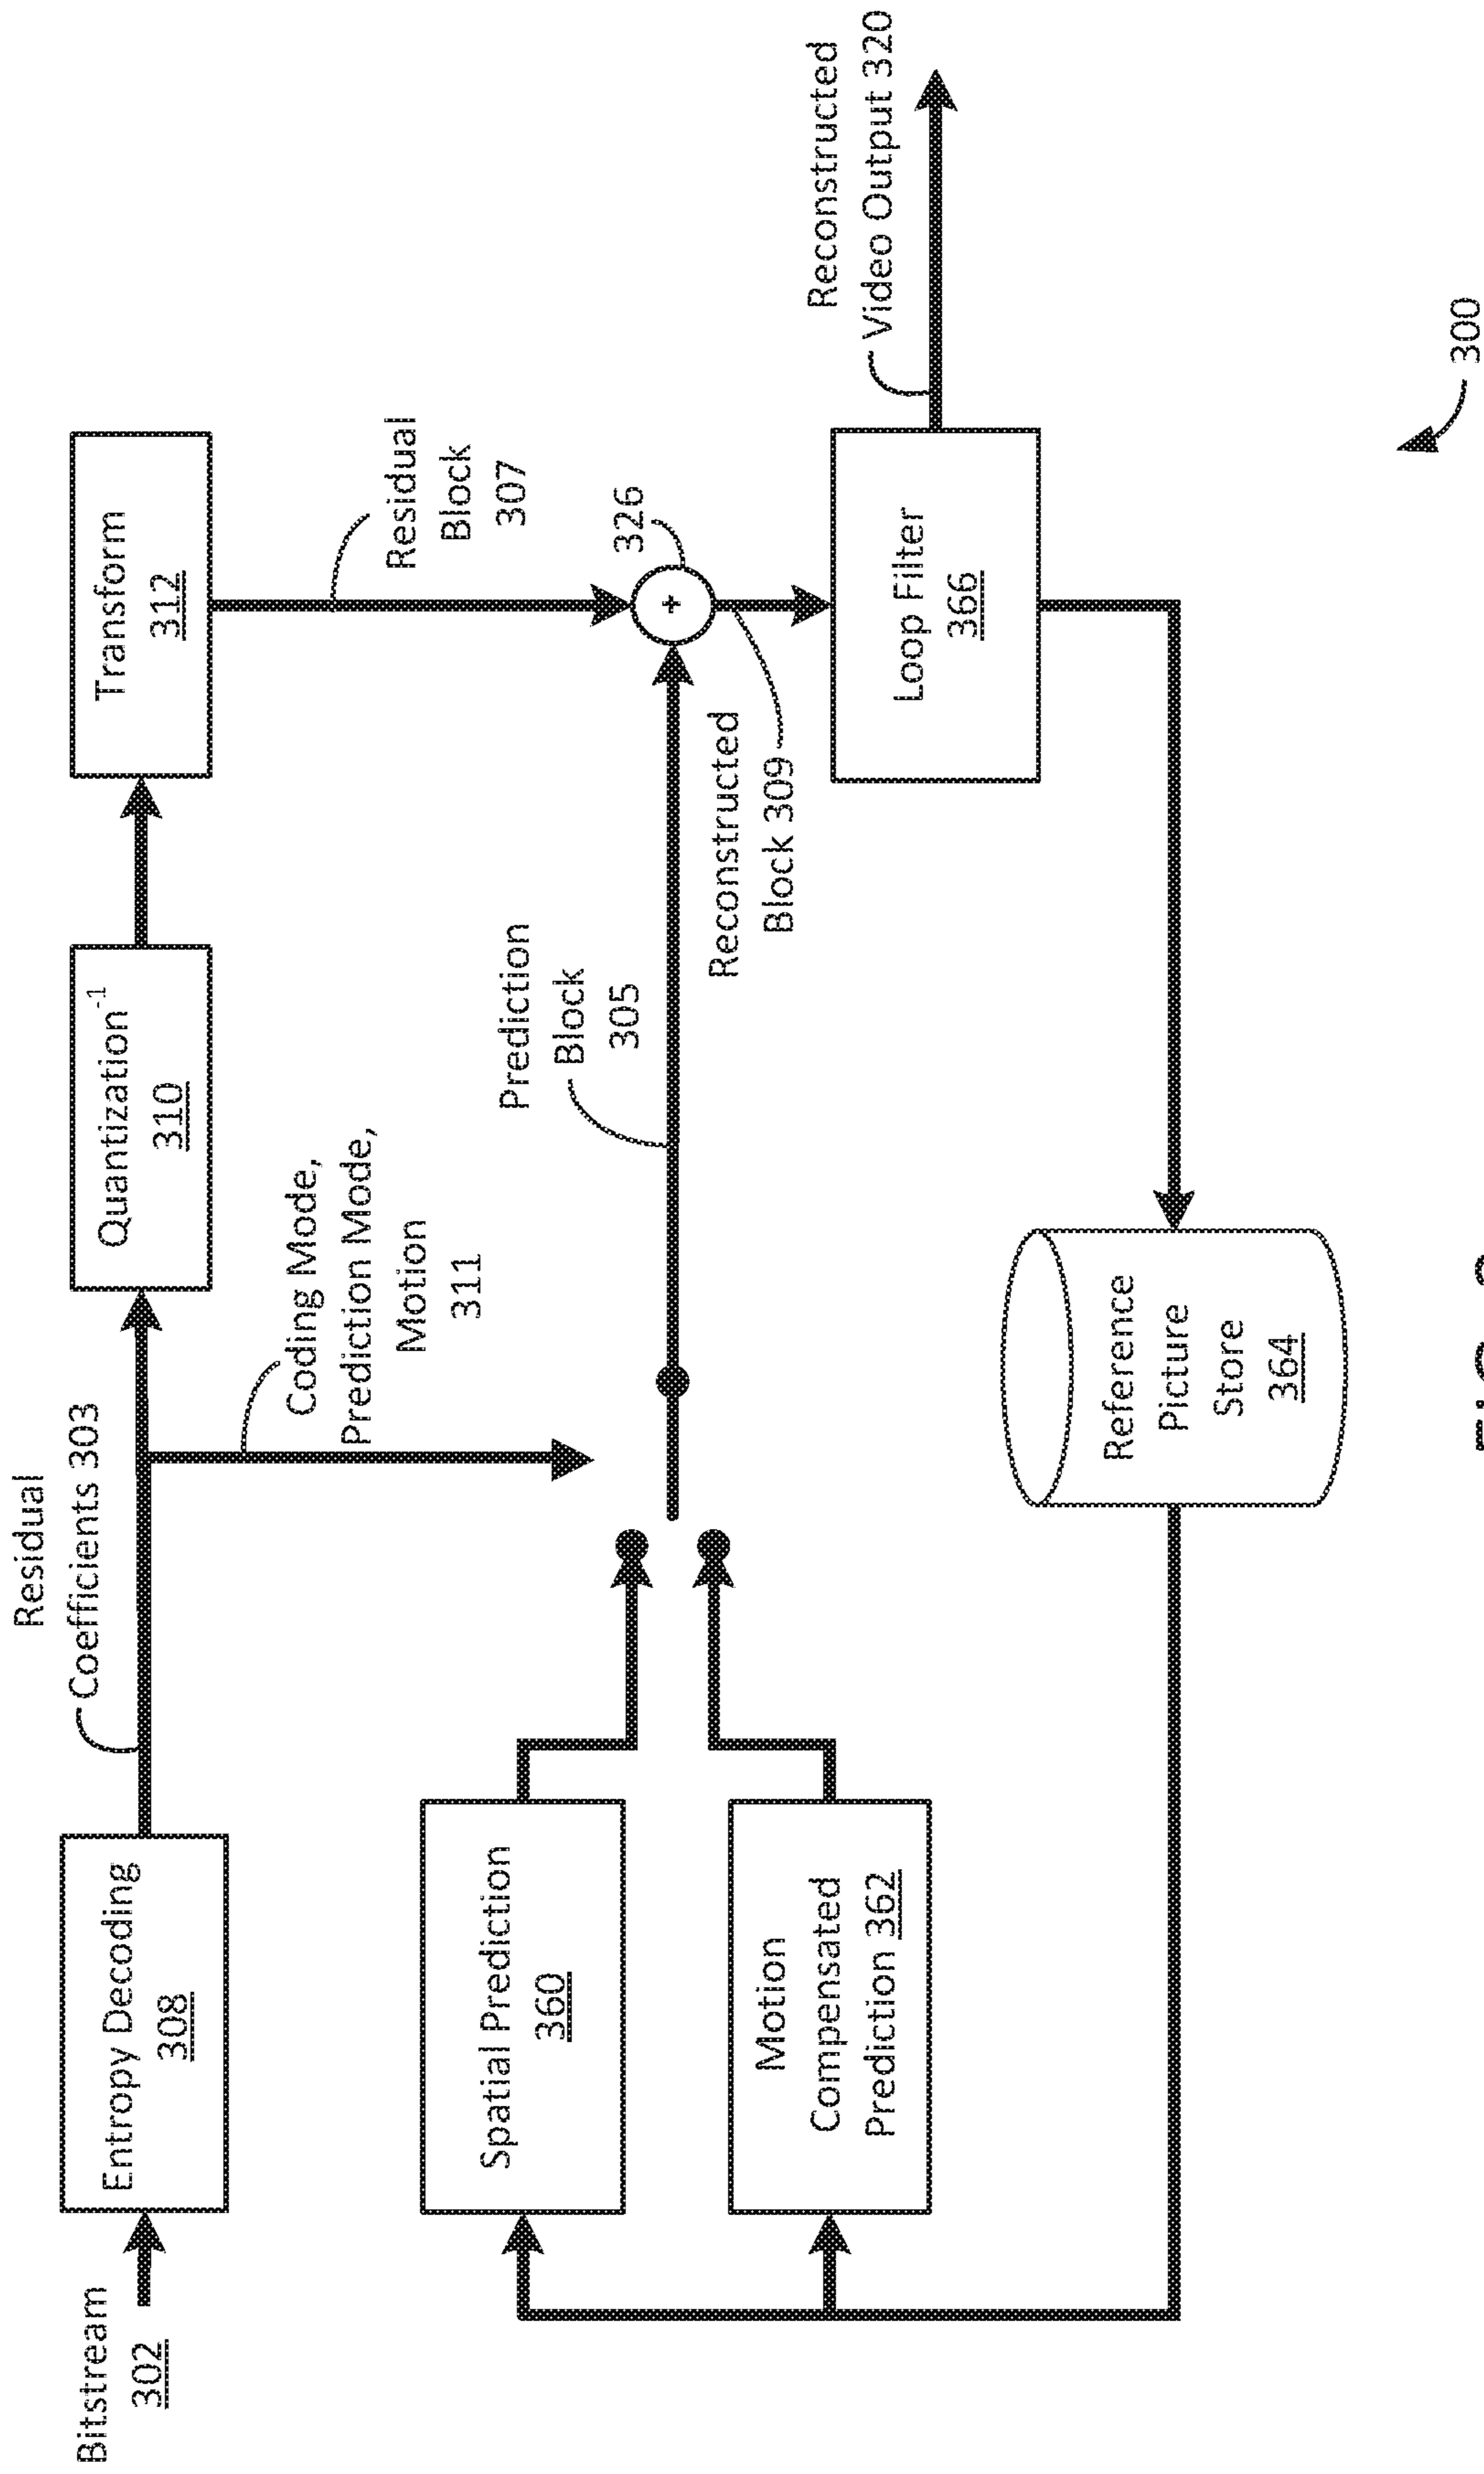 Bitstream
302
Entropy Decoding
308
Residual
Coefficients 303
Quantization-1
310
Transform
312
Coding Mode,
Prediction Mode,
Motion
311
Residual
Block
307
Spatial Prediction
360
Motion
Compensated
Prediction 362
Prediction
Block
305
326
+
Reconstructed
Block 309
Loop Filter
366
Reconstructed
Video Output 320
Reference
Picture
Store
364
300